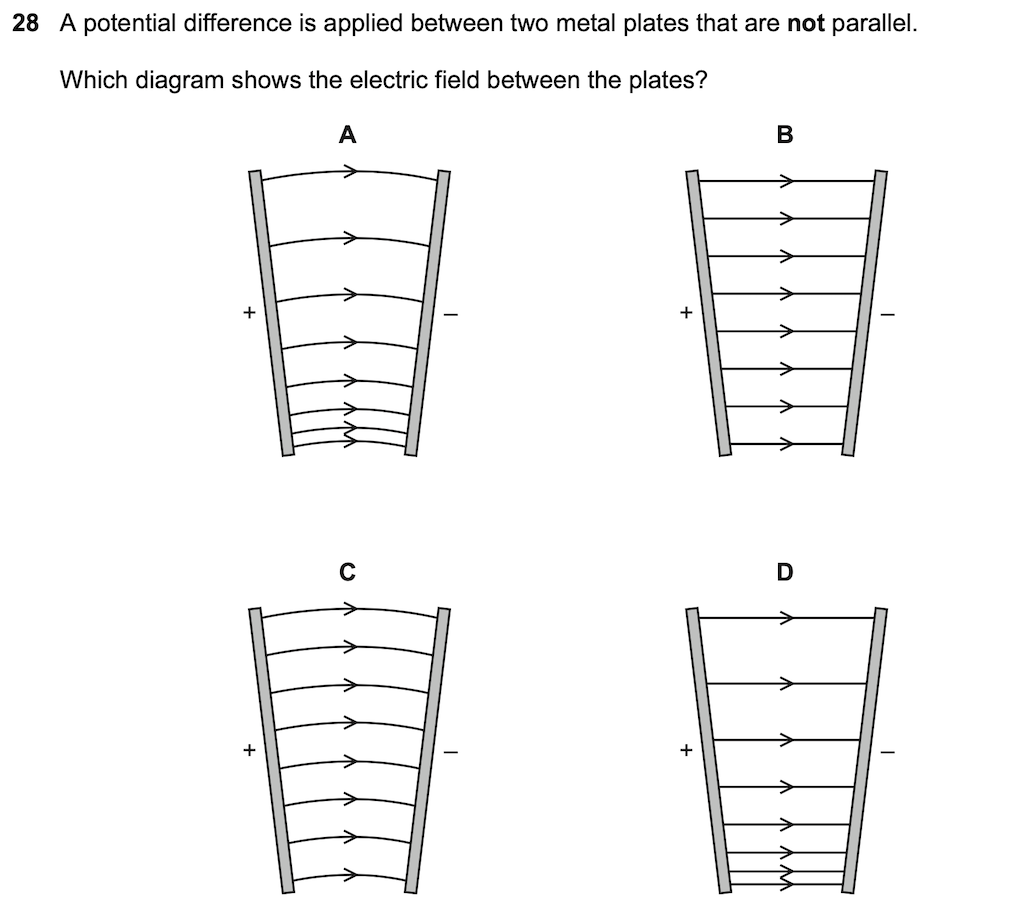 28 A potential difference is applied between two metal plates that are not parallel.
Which diagram shows the electric field between the plates?
A B
+ – + –
C D
+ – + –